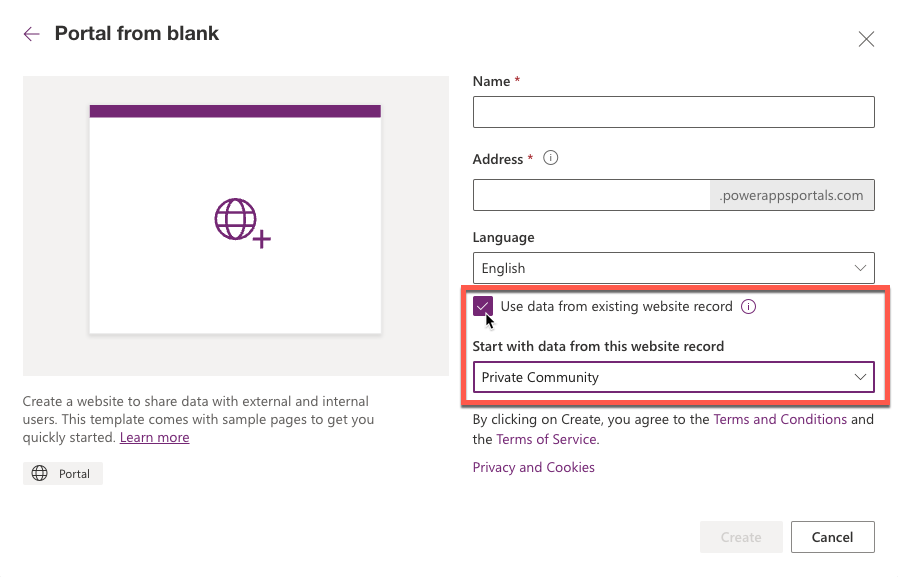 Portal from blank
Name *
Address *
.powerappsportals.com
Language
English
Use data from existing website record
Start with data from this website record
Private Community
Create a website to share data with external and internal
users. This template comes with sample pages to get you
quickly started. Learn more
Portal
By clicking on Create, you agree to the Terms and Conditions and
the Terms of Service.
Privacy and Cookies
Create
Cancel